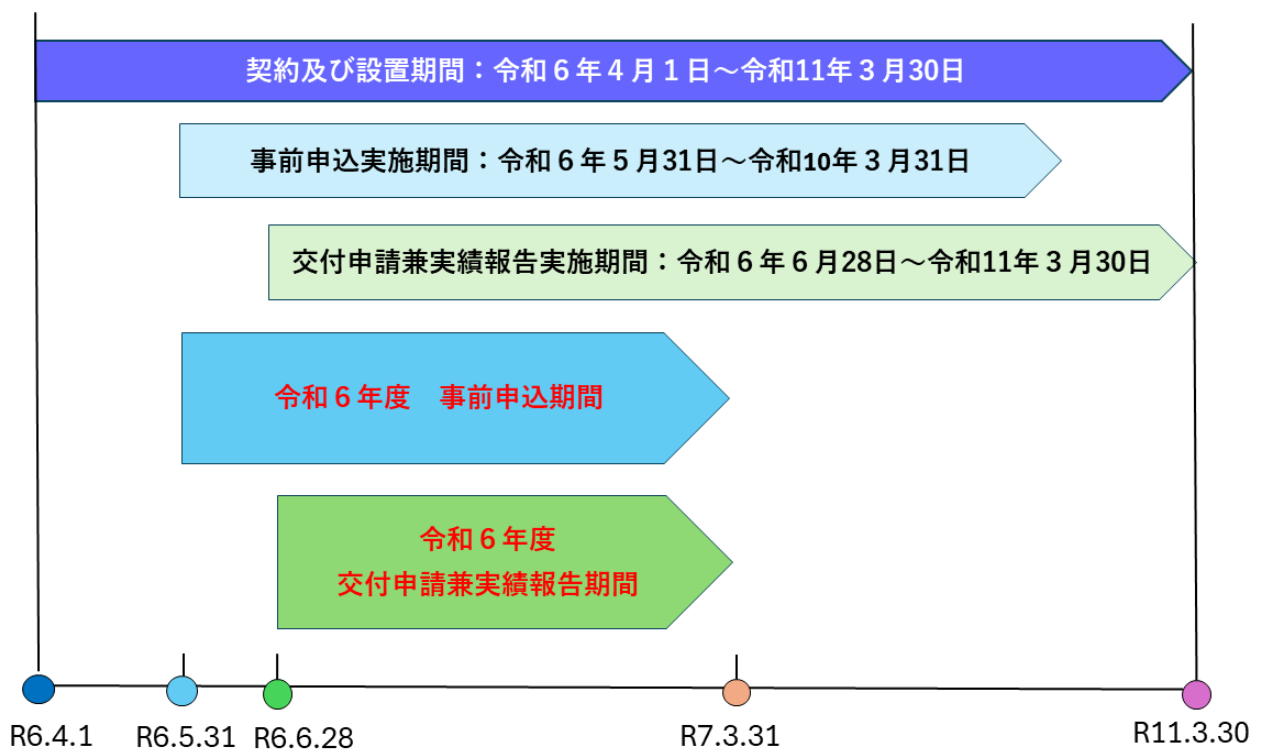 契約及び設置期間：令和６年４月１日～令和11年３月30日
事前申込実施期間：令和６年５月31日～令和10年３月31日
交付申請兼実績報告実施期間：令和６年６月28日～令和11年３月30日
令和６年度　事前申込期間
令和６年度
交付申請兼実績報告期間
R6.4.1 R6.5.31 R6.6.28 R7.3.31 R11.3.30